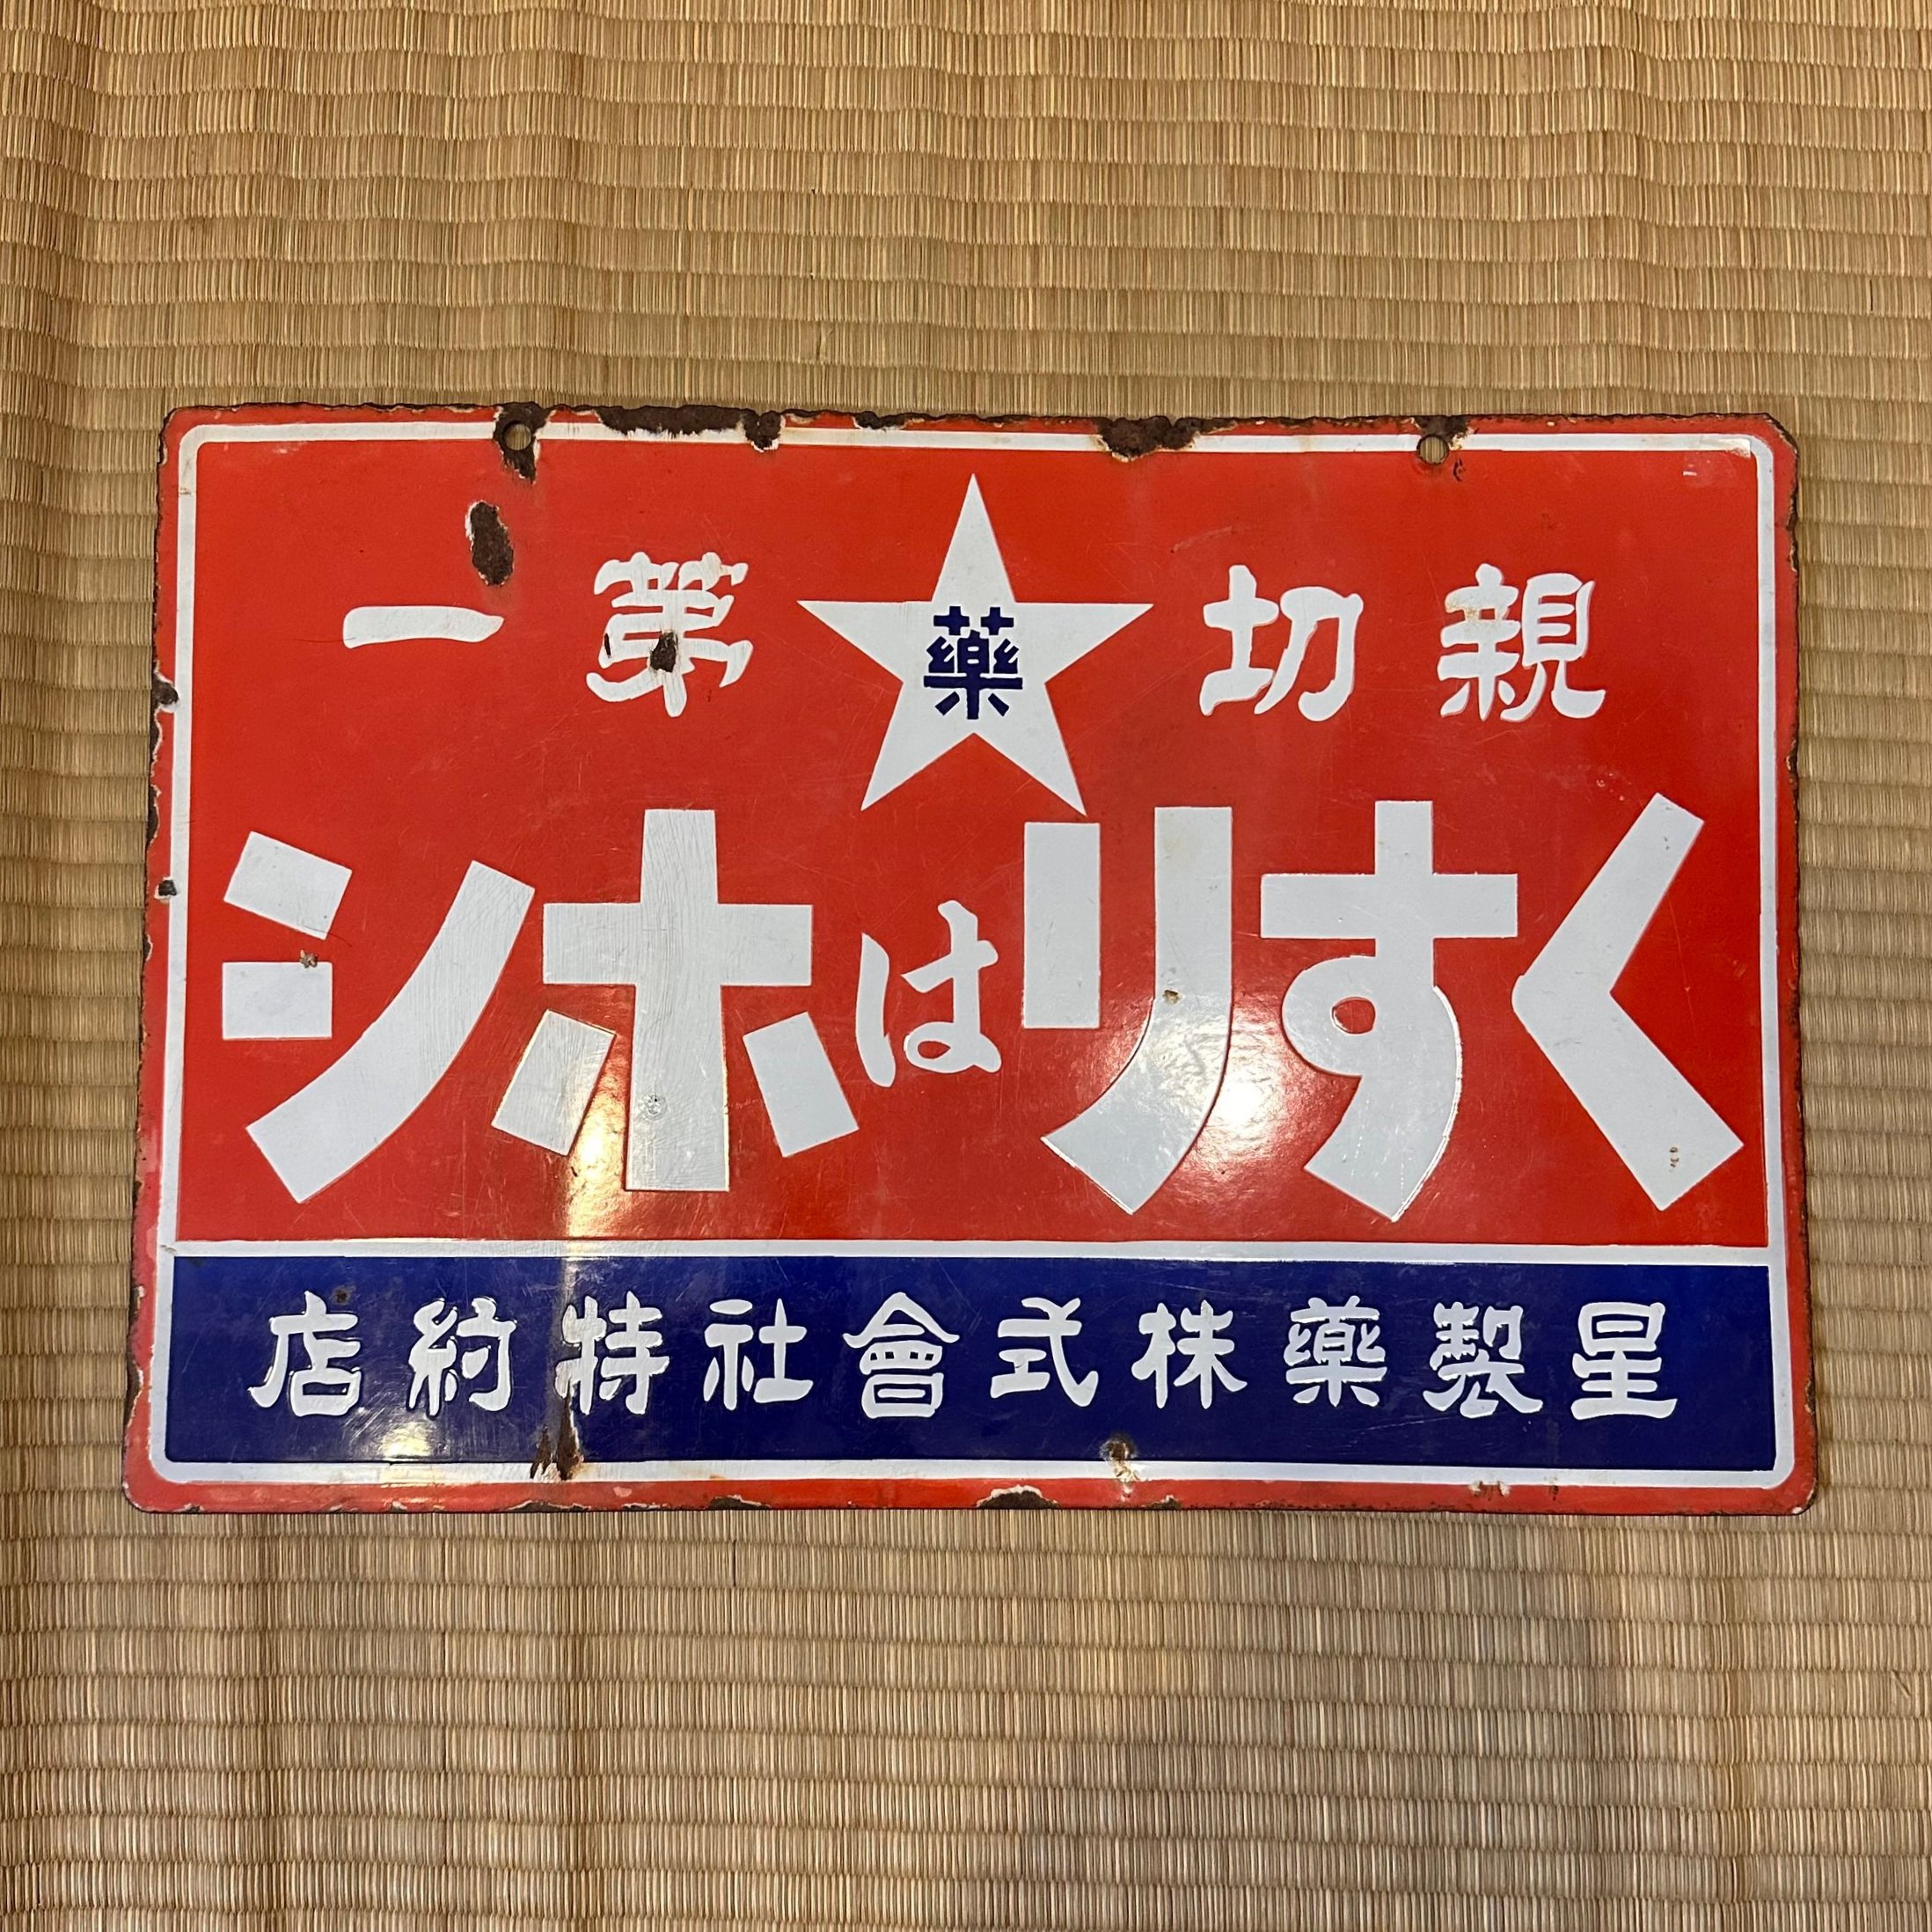 親切第一
藥
くすりはホシ
星製藥株式會社特約店